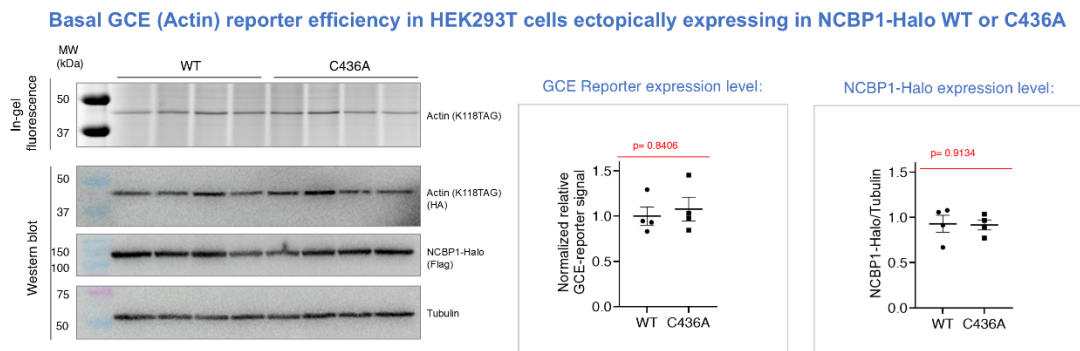 Basal GCE (Actin) reporter efficiency in HEK293T cells ectopically expressing in NCBP1-Halo WT or C436A
MW
(kDa)
WT
C436A
In-gel
fluorescence
50
37
Actin (K118TAG)
Western blot
50
37
Actin (K118TAG)
(HA)
150
100
NCBP1-Halo
(Flag)
75
50
Tubulin
GCE Reporter expression level:
p= 0.8406
Normalized relative
GCE-reporter signal
1.5
1.0
0.5
0.0
WT
C436A
NCBP1-Halo expression level:
p= 0.9134
NCBP1-Halo/Tubulin
1.5
1.0
0.5
0.0
WT
C436A